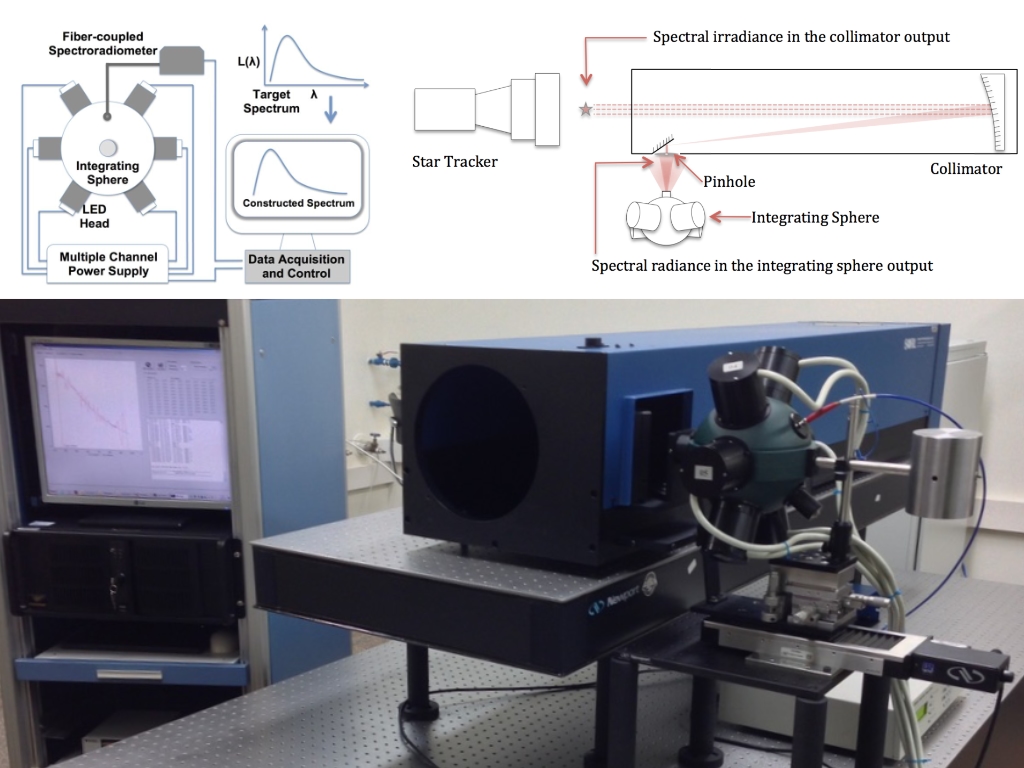 Fiber-coupled
Spectroradiometer
L(λ)
Target
Spectrum
λ
Integrating
Sphere
LED
Head
Constructed Spectrum
Multiple Channel
Power Supply
Data Acquisition
and Control
Spectral irradiance in the collimator output
Star Tracker
Collimator
Pinhole
Integrating Sphere
Spectral radiance in the integrating sphere output
Newport